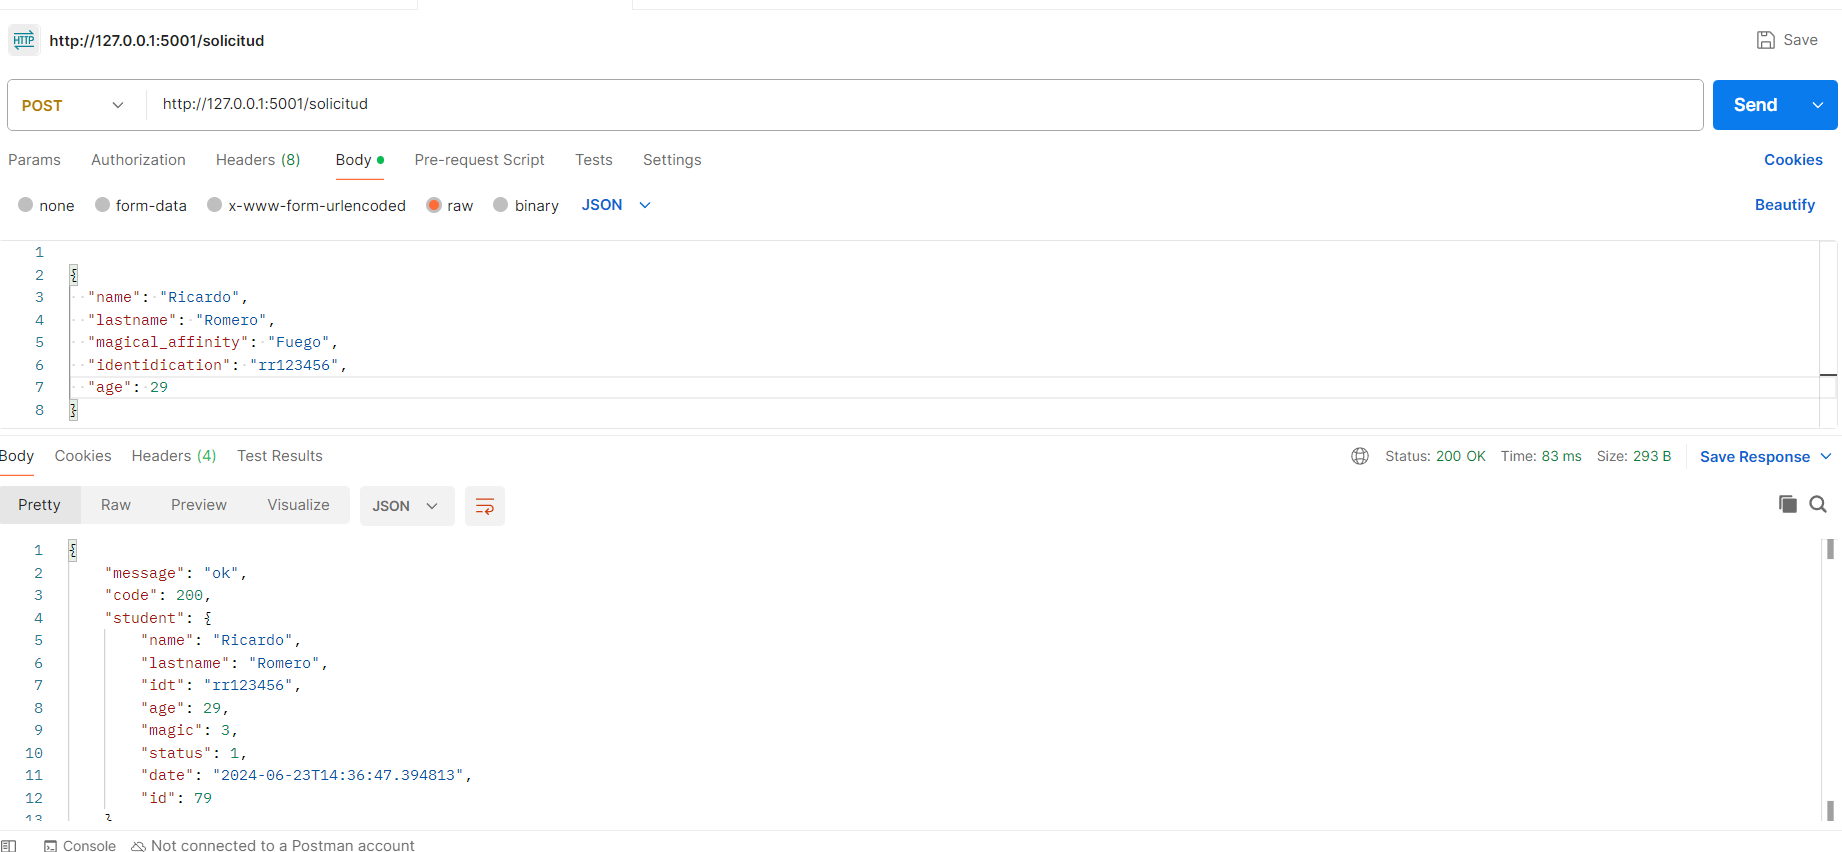 HTTP http://127.0.0.1:5001/solicitud Save
POST http://127.0.0.1:5001/solicitud Send
Params Authorization Headers (8) Body Pre-request Script Tests Settings Cookies
none form-data x-www-form-urlencoded raw binary JSON Beautify
1
2 {
3 "name": "Ricardo",
4 "lastname": "Romero",
5 "magical_affinity": "Fuego",
6 "identidication": "rr123456",
7 "age": 29
8 }
Body Cookies Headers (4) Test Results Status: 200 OK Time: 83 ms Size: 293 B Save Response
Pretty Raw Preview Visualize JSON
1 {
2 "message": "ok",
3 "code": 200,
4 "student": {
5 "name": "Ricardo",
6 "lastname": "Romero",
7 "idt": "rr123456",
8 "age": 29,
9 "magic": 3,
10 "status": 1,
11 "date": "2024-06-23T14:36:47.394813",
12 "id": 79
13 }
Console Not connected to a Postman account